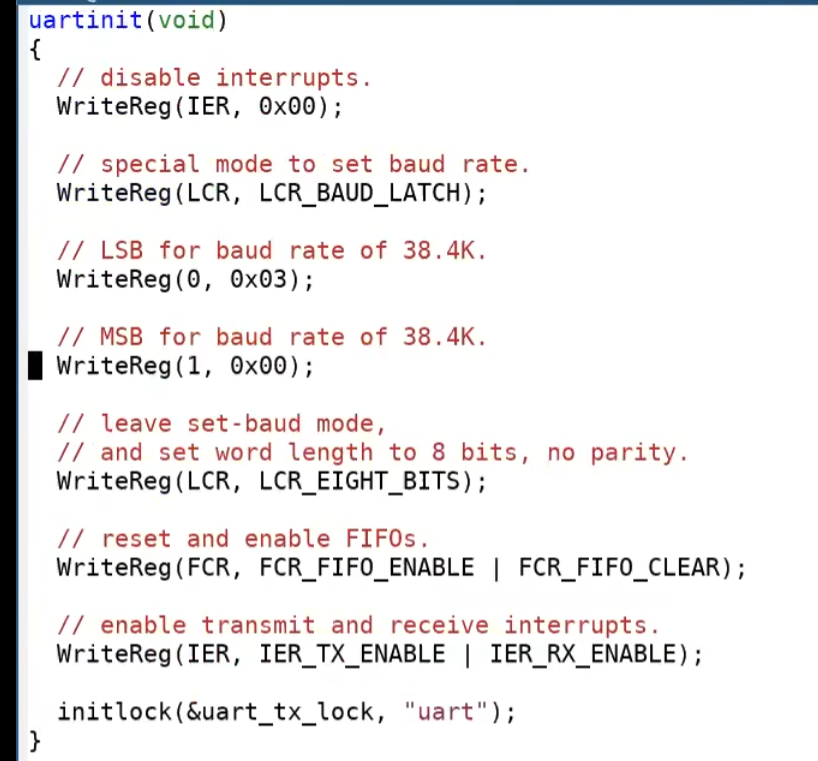 uartinit(void)
{
  // disable interrupts.
  WriteReg(IER, 0x00);

  // special mode to set baud rate.
  WriteReg(LCR, LCR_BAUD_LATCH);

  // LSB for baud rate of 38.4K.
  WriteReg(0, 0x03);

  // MSB for baud rate of 38.4K.
  WriteReg(1, 0x00);

  // leave set-baud mode,
  // and set word length to 8 bits, no parity.
  WriteReg(LCR, LCR_EIGHT_BITS);

  // reset and enable FIFOs.
  WriteReg(FCR, FCR_FIFO_ENABLE | FCR_FIFO_CLEAR);

  // enable transmit and receive interrupts.
  WriteReg(IER, IER_TX_ENABLE | IER_RX_ENABLE);

  initlock(&uart_tx_lock, "uart");
}